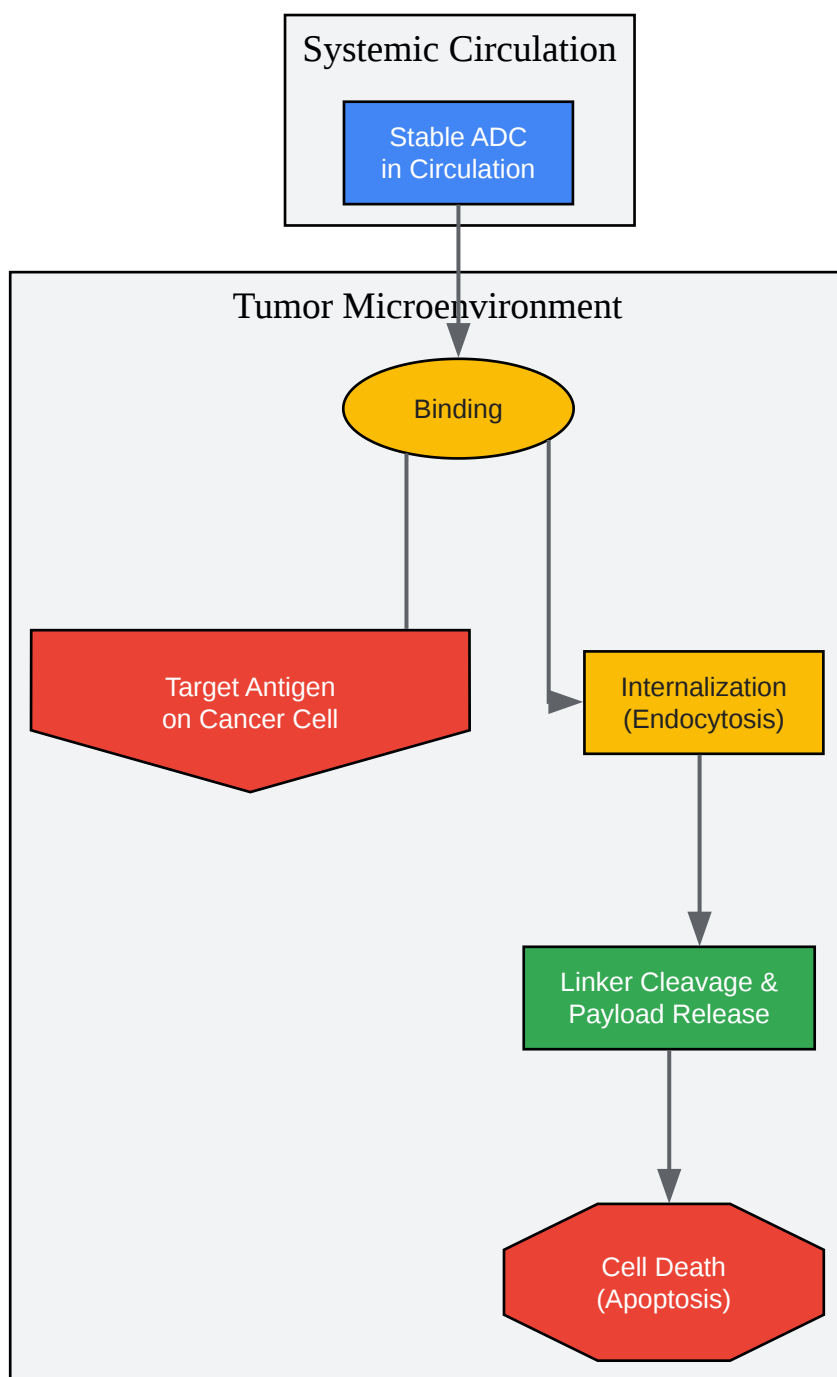 Systemic Circulation
Stable ADC
in Circulation
Tumor Microenvironment
Binding
Target Antigen
on Cancer Cell
Internalization
(Endocytosis)
Linker Cleavage &
Payload Release
Cell Death
(Apoptosis)